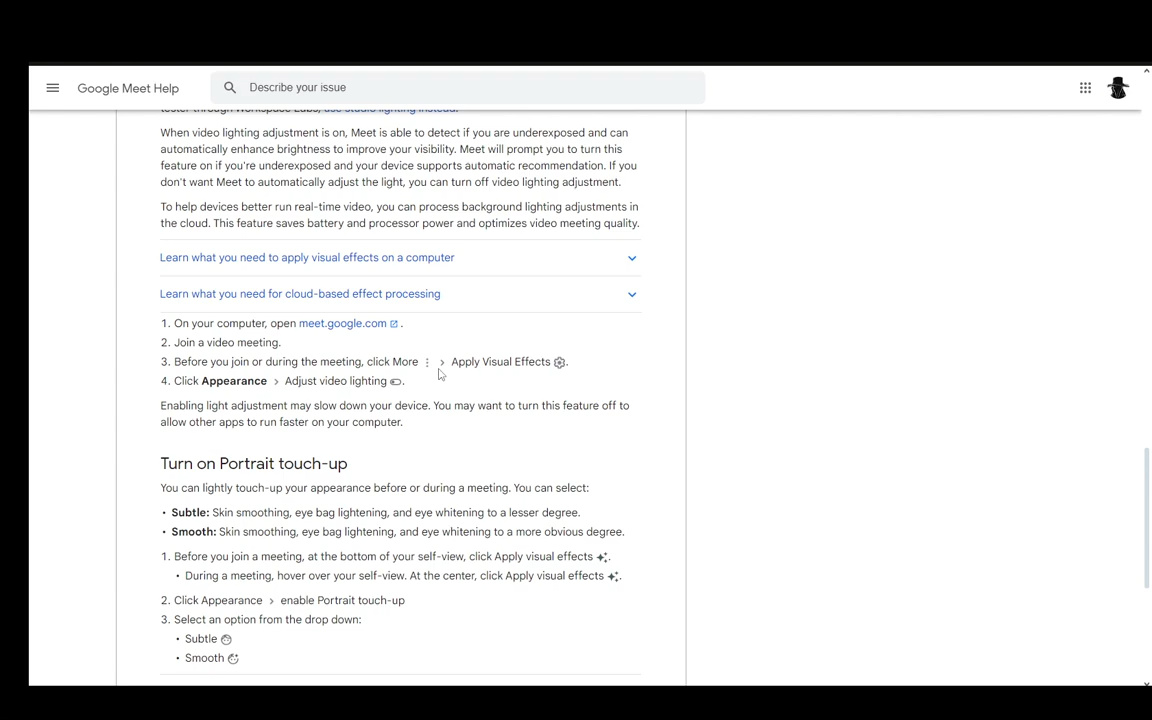 Google Meet Help
Describe your issue
tester through Workspace Labs, use studio lighting instead.
When video lighting adjustment is on, Meet is able to detect if you are underexposed and can
automatically enhance brightness to improve your visibility. Meet will prompt you to turn this
feature on if you're underexposed and your device supports automatic recommendation. If you
don't want Meet to automatically adjust the light, you can turn off video lighting adjustment.
To help devices better run real-time video, you can process background lighting adjustments in
the cloud. This feature saves battery and processor power and optimizes video meeting quality.
Learn what you need to apply visual effects on a computer
Learn what you need for cloud-based effect processing
1. On your computer, open meet.google.com .
2. Join a video meeting.
3. Before you join or during the meeting, click More > Apply Visual Effects .
4. Click Appearance > Adjust video lighting .
Enabling light adjustment may slow down your device. You may want to turn this feature off to
allow other apps to run faster on your computer.
Turn on Portrait touch-up
You can lightly touch-up your appearance before or during a meeting. You can select:
• Subtle: Skin smoothing, eye bag lightening, and eye whitening to a lesser degree.
• Smooth: Skin smoothing, eye bag lightening, and eye whitening to a more obvious degree.
1. Before you join a meeting, at the bottom of your self-view, click Apply visual effects .
• During a meeting, hover over your self-view. At the center, click Apply visual effects .
2. Click Appearance > enable Portrait touch-up
3. Select an option from the drop down:
• Subtle
• Smooth